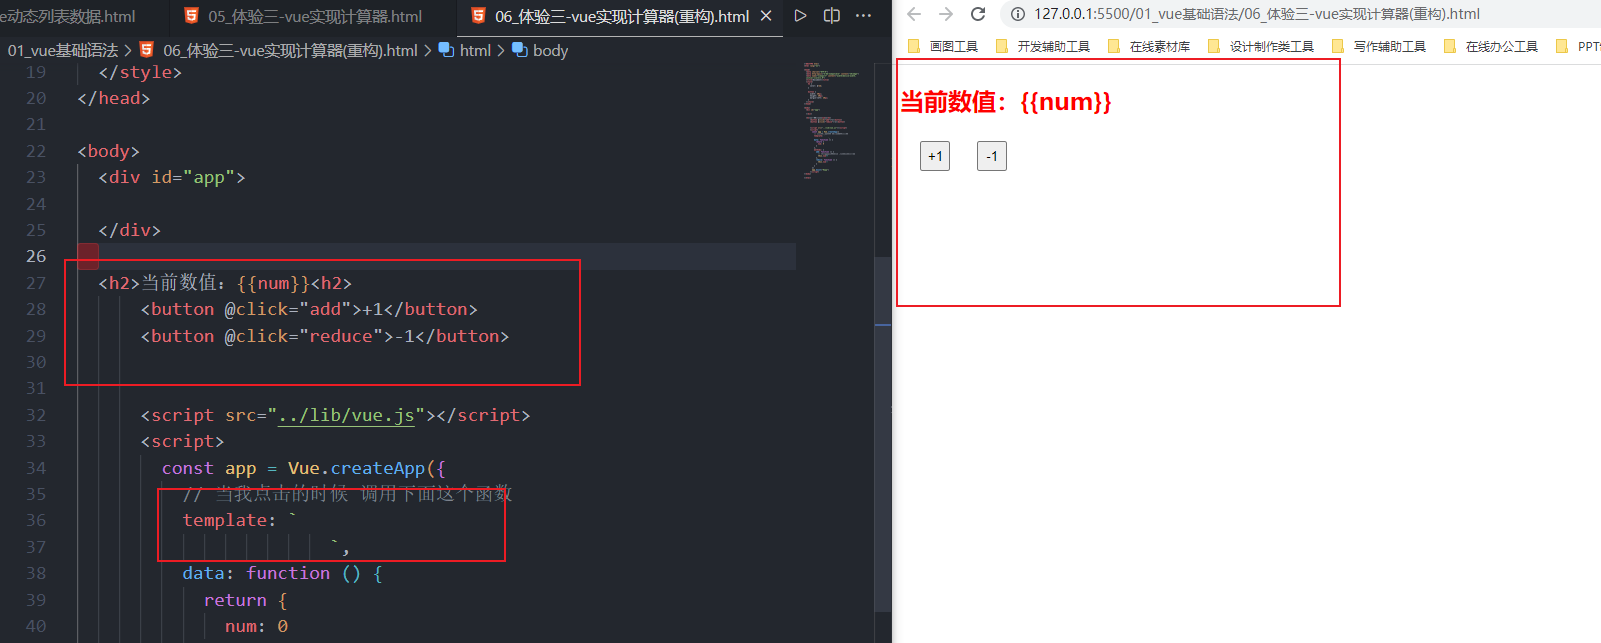 e动态列表数据.html
05_体验三-vue实现计算器.html
06_体验三-vue实现计算器(重构).html
01_vue基础语法 > 06_体验三-vue实现计算器(重构).html > html > body
19 </style>
20 </head>
21
22 <body>
23 <div id="app">
24
25 </div>
26
27 <h2>当前数值：{{num}}<h2>
28 <button @click="add">+1</button>
29 <button @click="reduce">-1</button>
30
31
32 <script src="../lib/vue.js"></script>
33 <script>
34 const app = Vue.createApp({
35 // 当我点击的时候 调用下面这个函数
36 template: `
37 `,
38 data: function () {
39 return {
40 num: 0
127.0.0.1:5500/01_vue基础语法/06_体验三-vue实现计算器(重构).html
画图工具
开发辅助工具
在线素材库
设计制作类工具
写作辅助工具
在线办公工具
当前数值：{{num}}
+1
-1